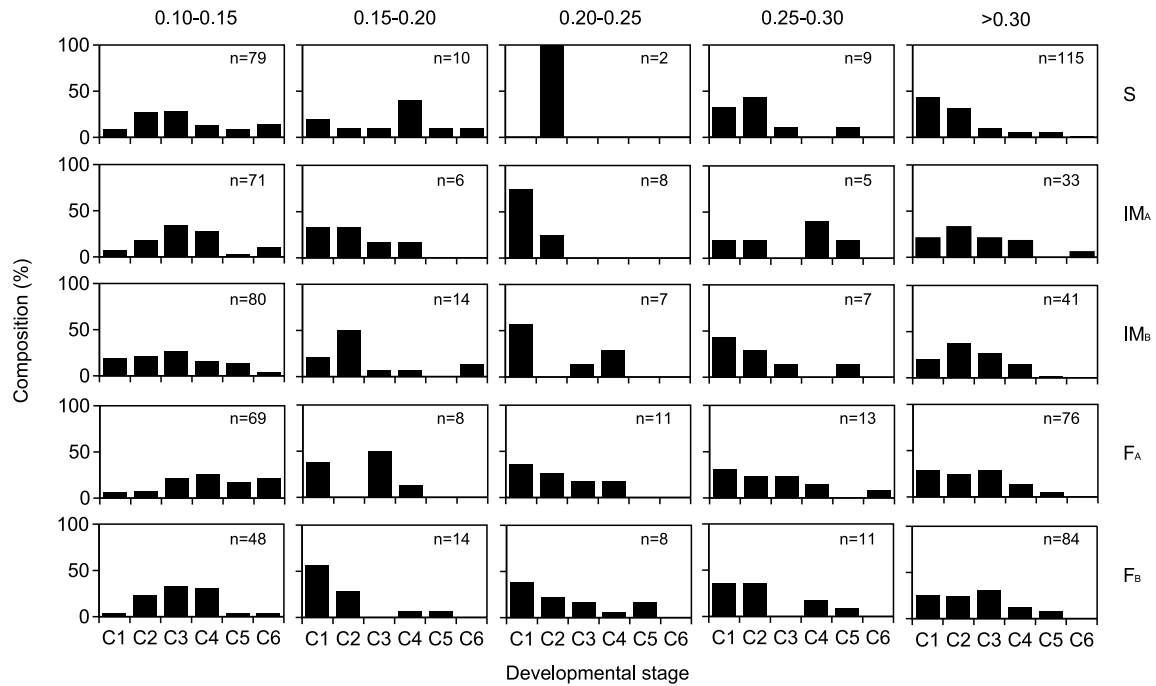 0.10-0.15 0.15-0.20 0.20-0.25 0.25-0.30 >0.30
100 n=79 n=10 n=2 n=9 n=115
50 S
0
100 n=71 n=6 n=8 n=5 n=33
50 IMA
0
100 n=80 n=14 n=7 n=7 n=41
50 IMB
0
100 n=69 n=8 n=11 n=13 n=76
50 FA
0
100 n=48 n=14 n=8 n=11 n=84
50 FB
0
C1 C2 C3 C4 C5 C6 C1 C2 C3 C4 C5 C6 C1 C2 C3 C4 C5 C6 C1 C2 C3 C4 C5 C6 C1 C2 C3 C4 C5 C6
Developmental stage
Composition (%)